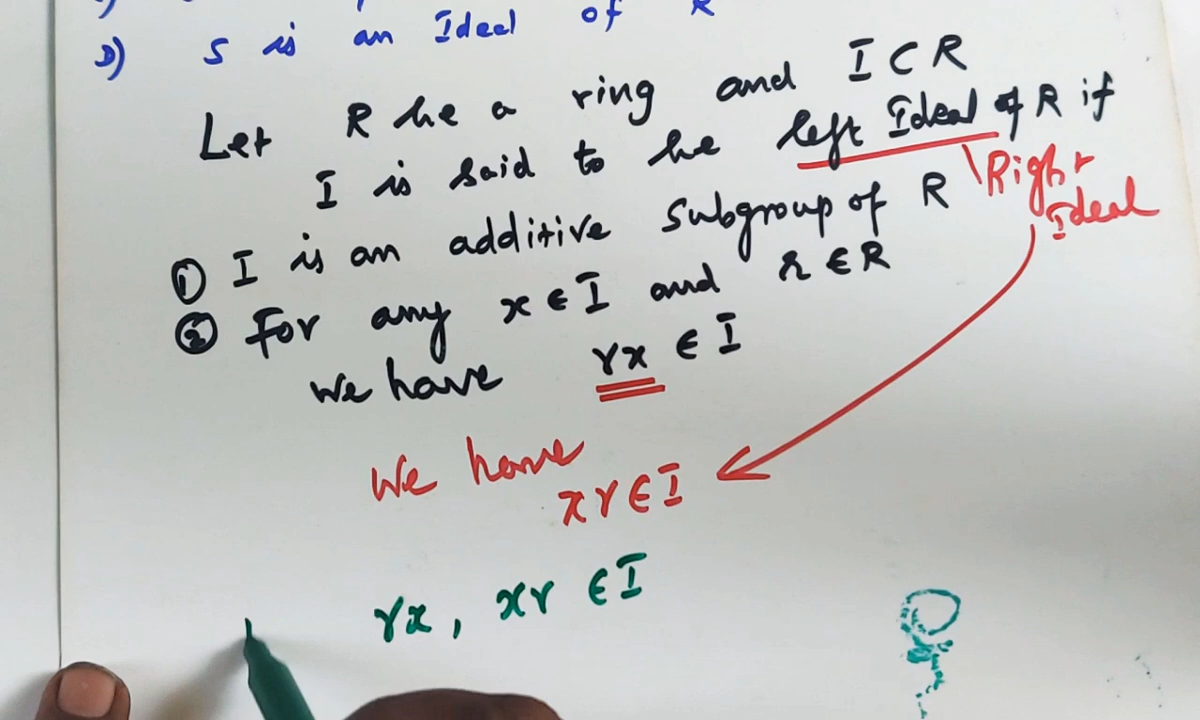 D) S is an Ideal of R
Let R be a ring and I ⊂ R
I is said to be left Ideal of R if
\Right Ideal
① I is an additive Subgroup of R
② For any x ∈ I and r ∈ R
We have rx ∈ I
We have
xr ∈ I
rx, xr ∈ I